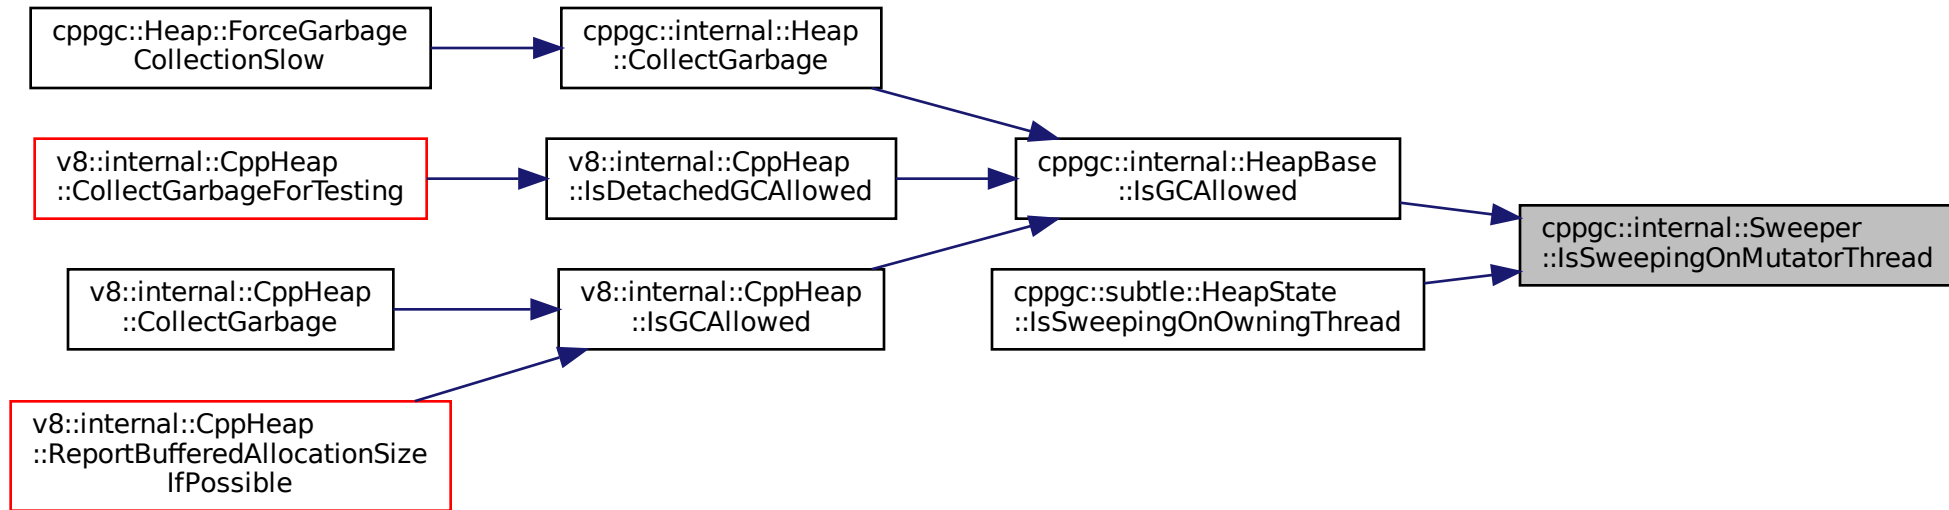 cppgc::Heap::ForceGarbage
CollectionSlow
cppgc::internal::Heap
::CollectGarbage
v8::internal::CppHeap
::CollectGarbageForTesting
v8::internal::CppHeap
::IsDetachedGCAllowed
cppgc::internal::HeapBase
::IsGCAllowed
cppgc::internal::Sweeper
::IsSweepingOnMutatorThread
v8::internal::CppHeap
::CollectGarbage
v8::internal::CppHeap
::IsGCAllowed
cppgc::subtle::HeapState
::IsSweepingOnOwningThread
v8::internal::CppHeap
::ReportBufferedAllocationSize
IfPossible